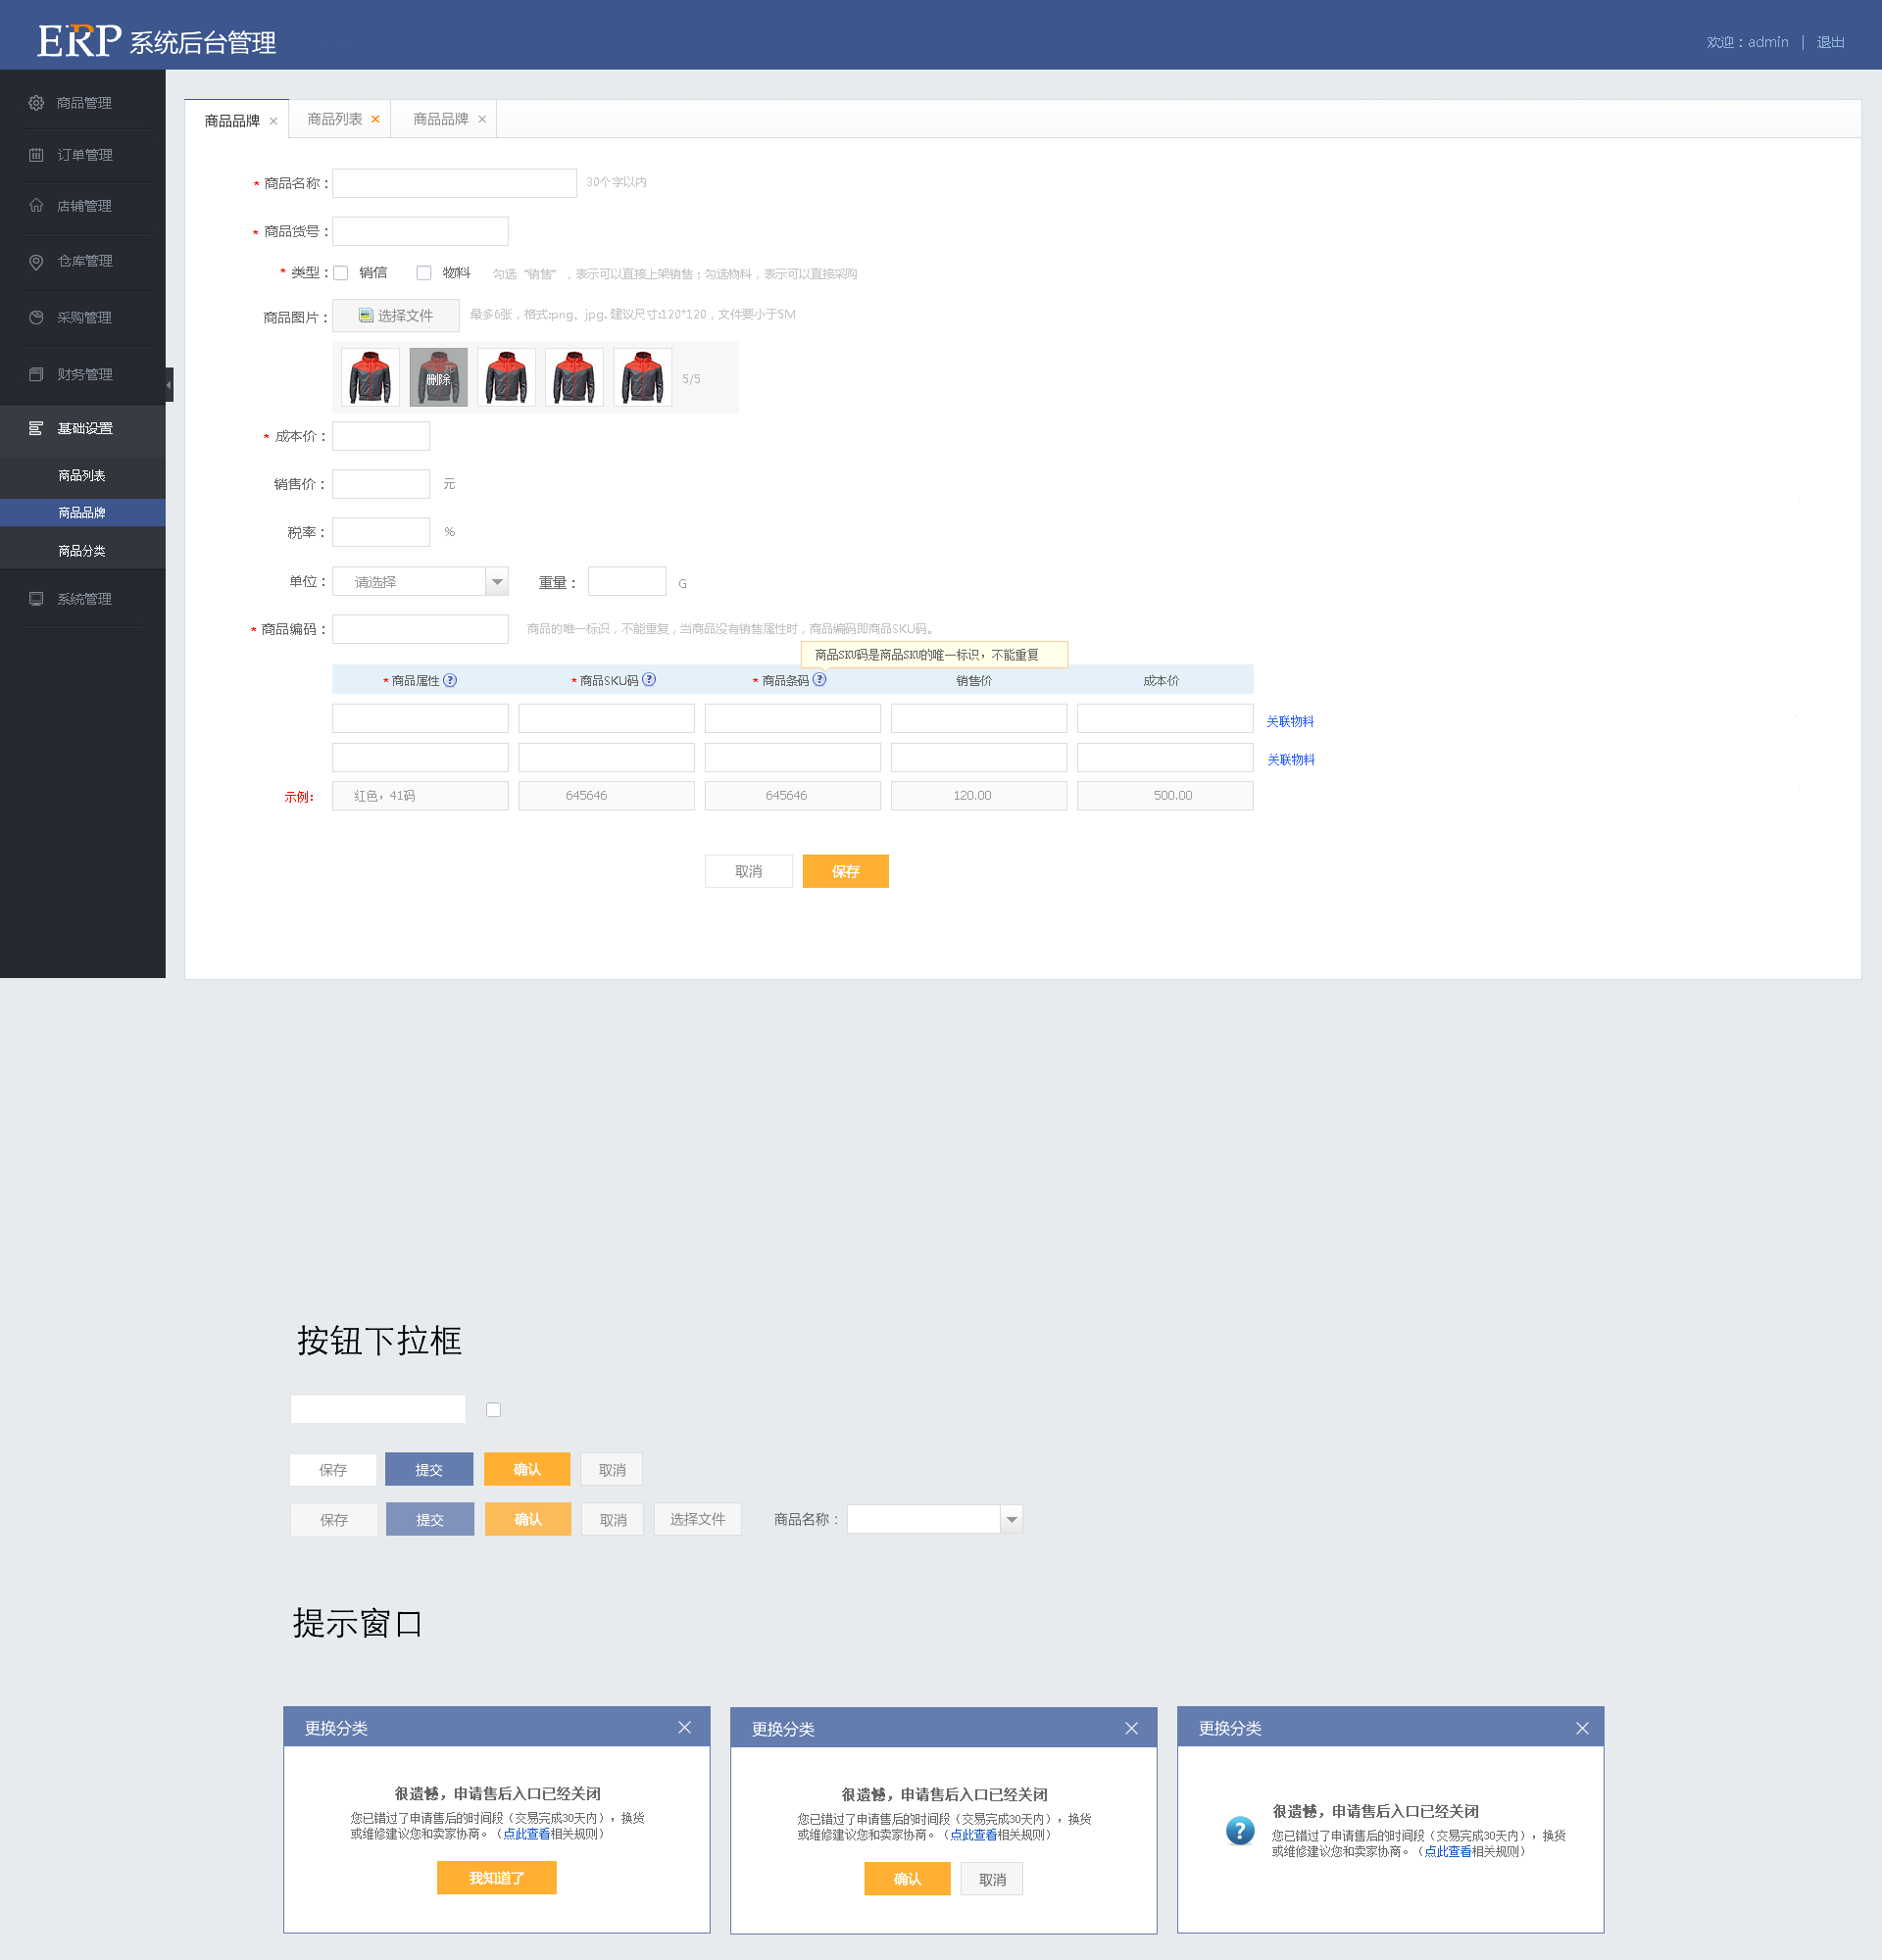 ERP 系统后台管理
欢迎：admin | 退出
商品管理
订单管理
店铺管理
仓库管理
采购管理
财务管理
基础设置
商品列表
商品品牌
商品分类
系统管理
商品品牌 × 商品列表 × 商品品牌 ×
* 商品名称： 30个字以内
* 商品货号：
* 类型： 销信 物料 勾选“销售”，表示可以直接上架销售；勾选物料，表示可以直接采购
商品图片： 选择文件 最多6张，格式:png、jpg. 建议尺寸:120*120，文件要小于5M
元
删除 5/5
* 成本价：
销售价： 元
税率： %
单位： 请选择 重量： G
* 商品编码： 商品的唯一标识，不能重复，当商品没有销售属性时，商品编码即商品SKU码。
商品SKU码是商品SKU的唯一标识，不能重复
* 商品属性 ? * 商品SKU码 ? * 商品条码 ? 销售价 成本价
关联物料
关联物料
示例: 红色，41码 645646 645646 120.00 500.00
取消 保存
按钮下拉框
保存 提交 确认 取消
保存 提交 确认 取消 选择文件 商品名称：
提示窗口
更换分类
很遗憾，申请售后入口已经关闭
您已错过了申请售后的时间段（交易完成30天内），换货
或维修建议您和卖家协商。（点此查看相关规则）
我知道了
更换分类
很遗憾，申请售后入口已经关闭
您已错过了申请售后的时间段（交易完成30天内），换货
或维修建议您和卖家协商。（点此查看相关规则）
确认 取消
更换分类
?
很遗憾，申请售后入口已经关闭
您已错过了申请售后的时间段（交易完成30天内），换货
或维修建议您和卖家协商。（点此查看相关规则）